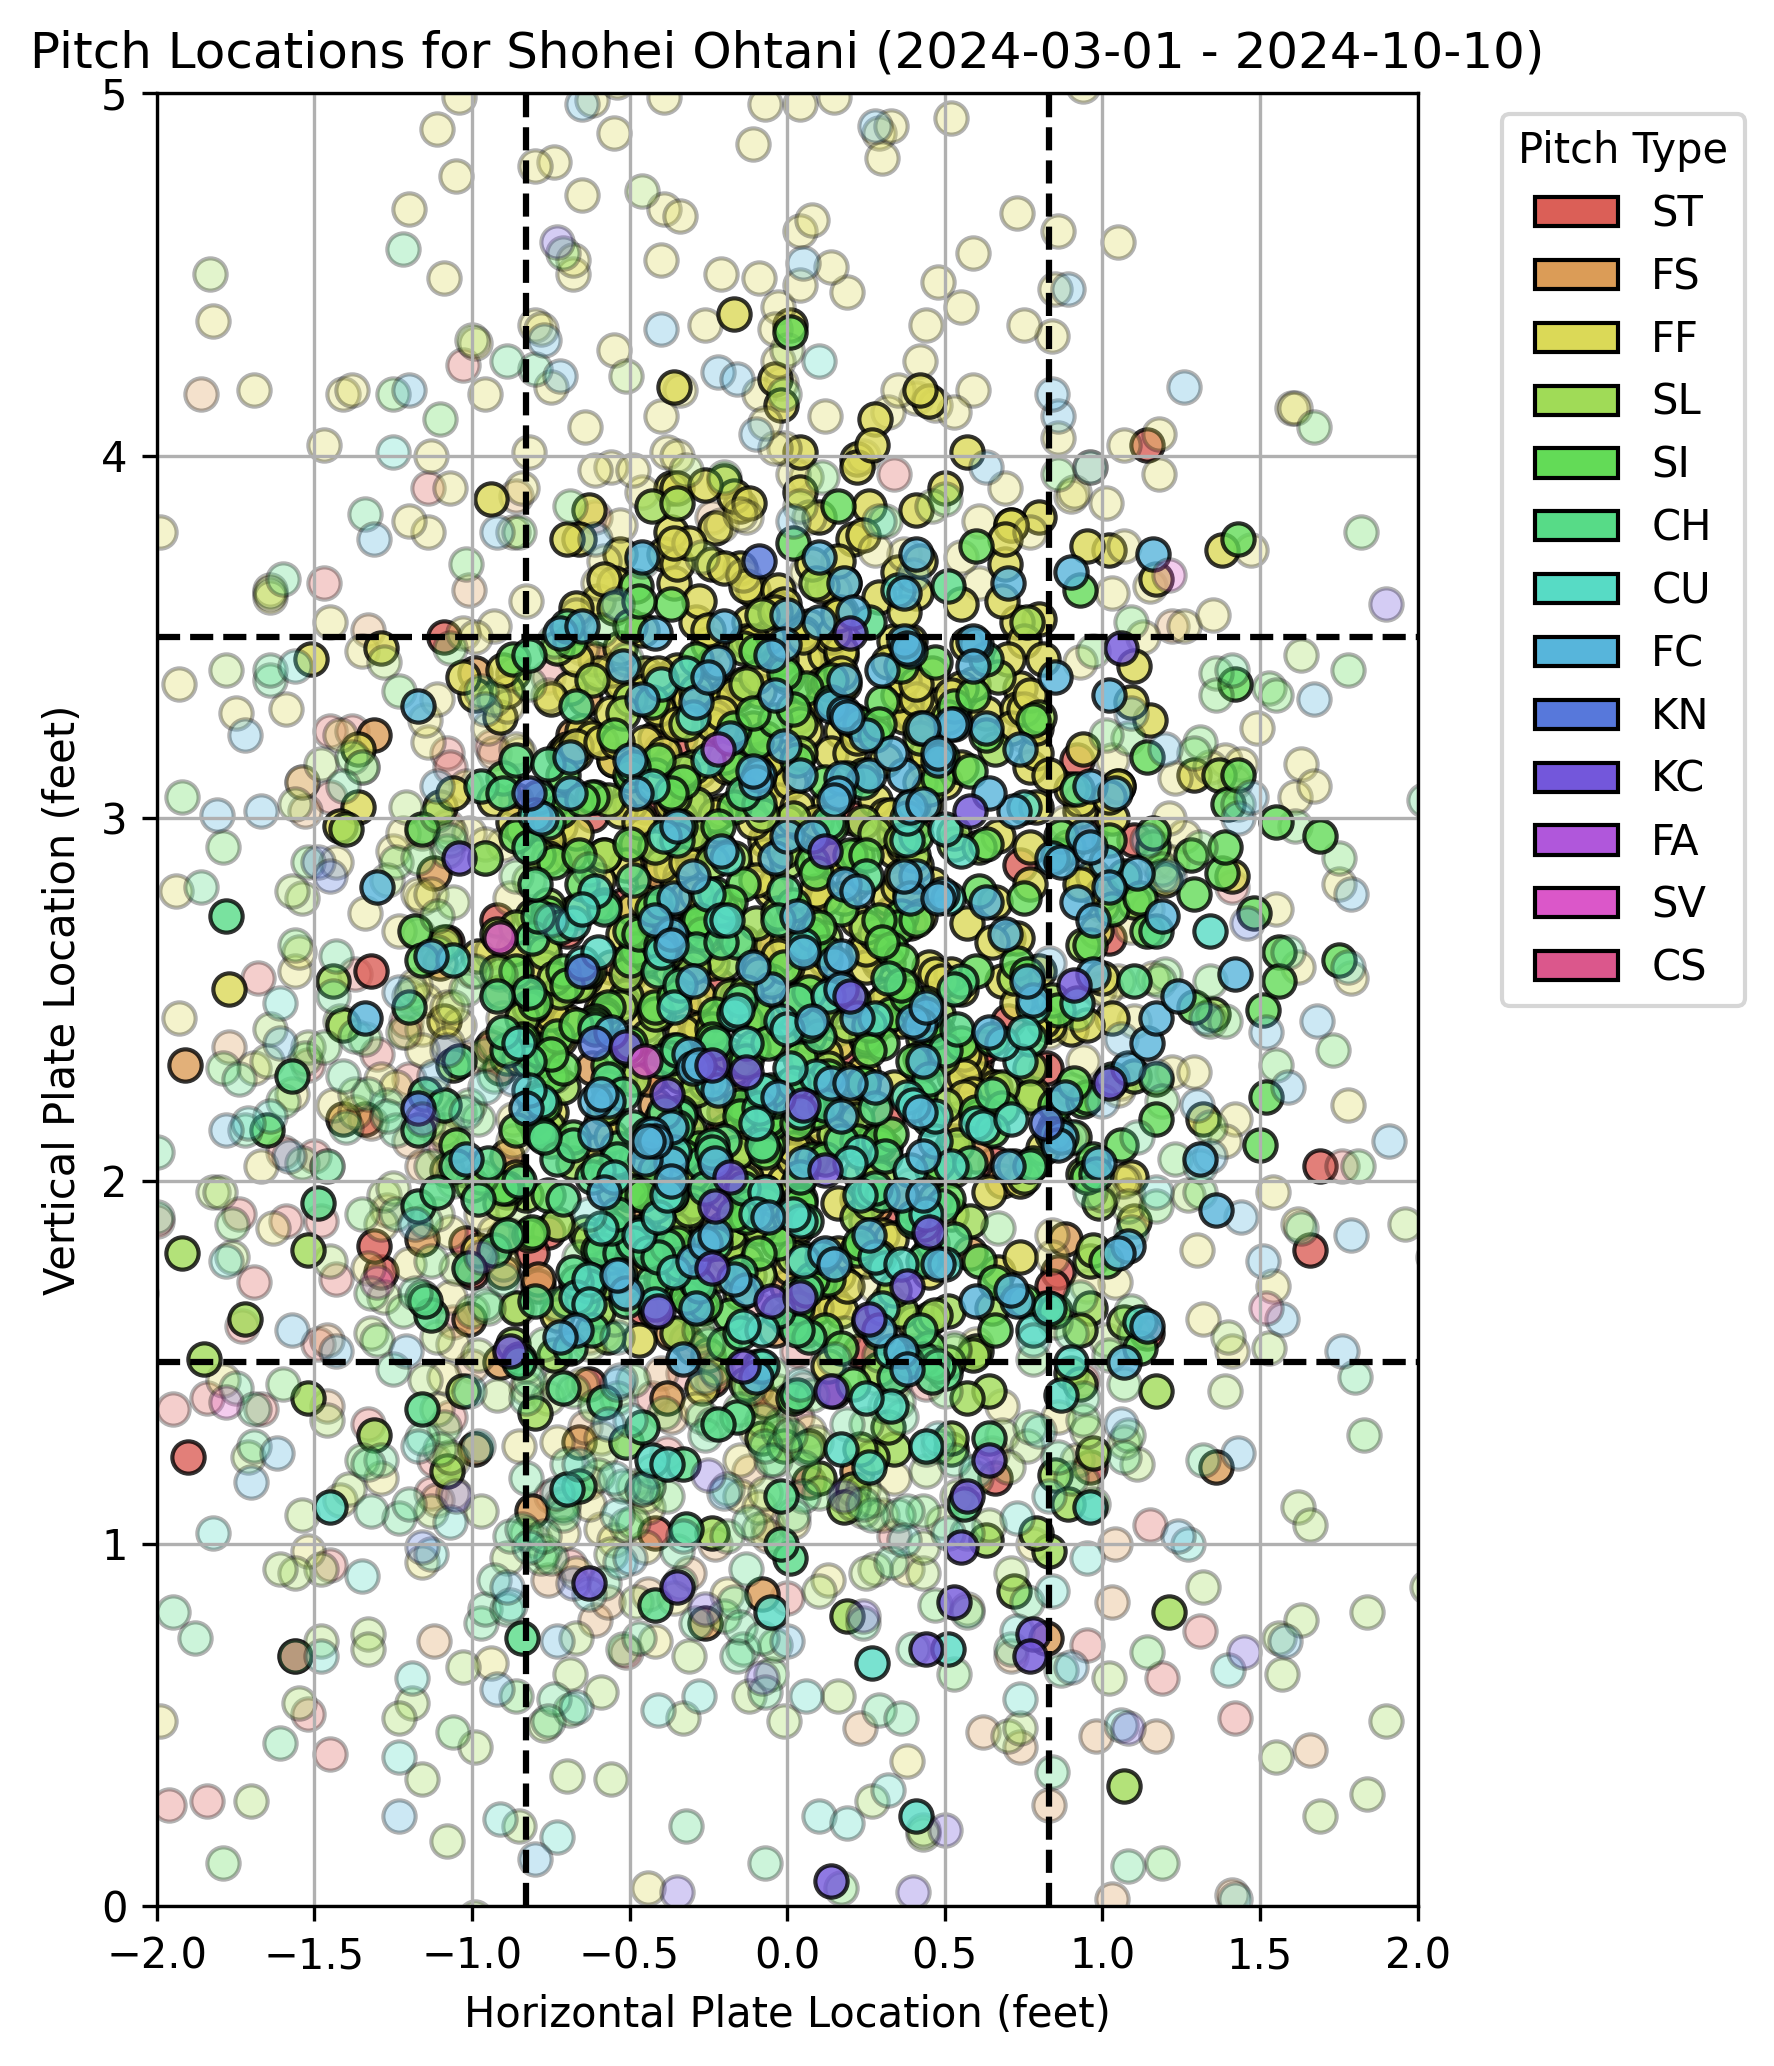 Pitch Locations for Shohei Ohtani (2024-03-01 - 2024-10-10)
Pitch Type
ST
FS
FF
SL
SI
CH
CU
FC
KN
KC
FA
SV
CS
Vertical Plate Location (feet)
5
4
3
2
1
0
−2.0 −1.5 −1.0 −0.5 0.0 0.5 1.0 1.5 2.0
Horizontal Plate Location (feet)